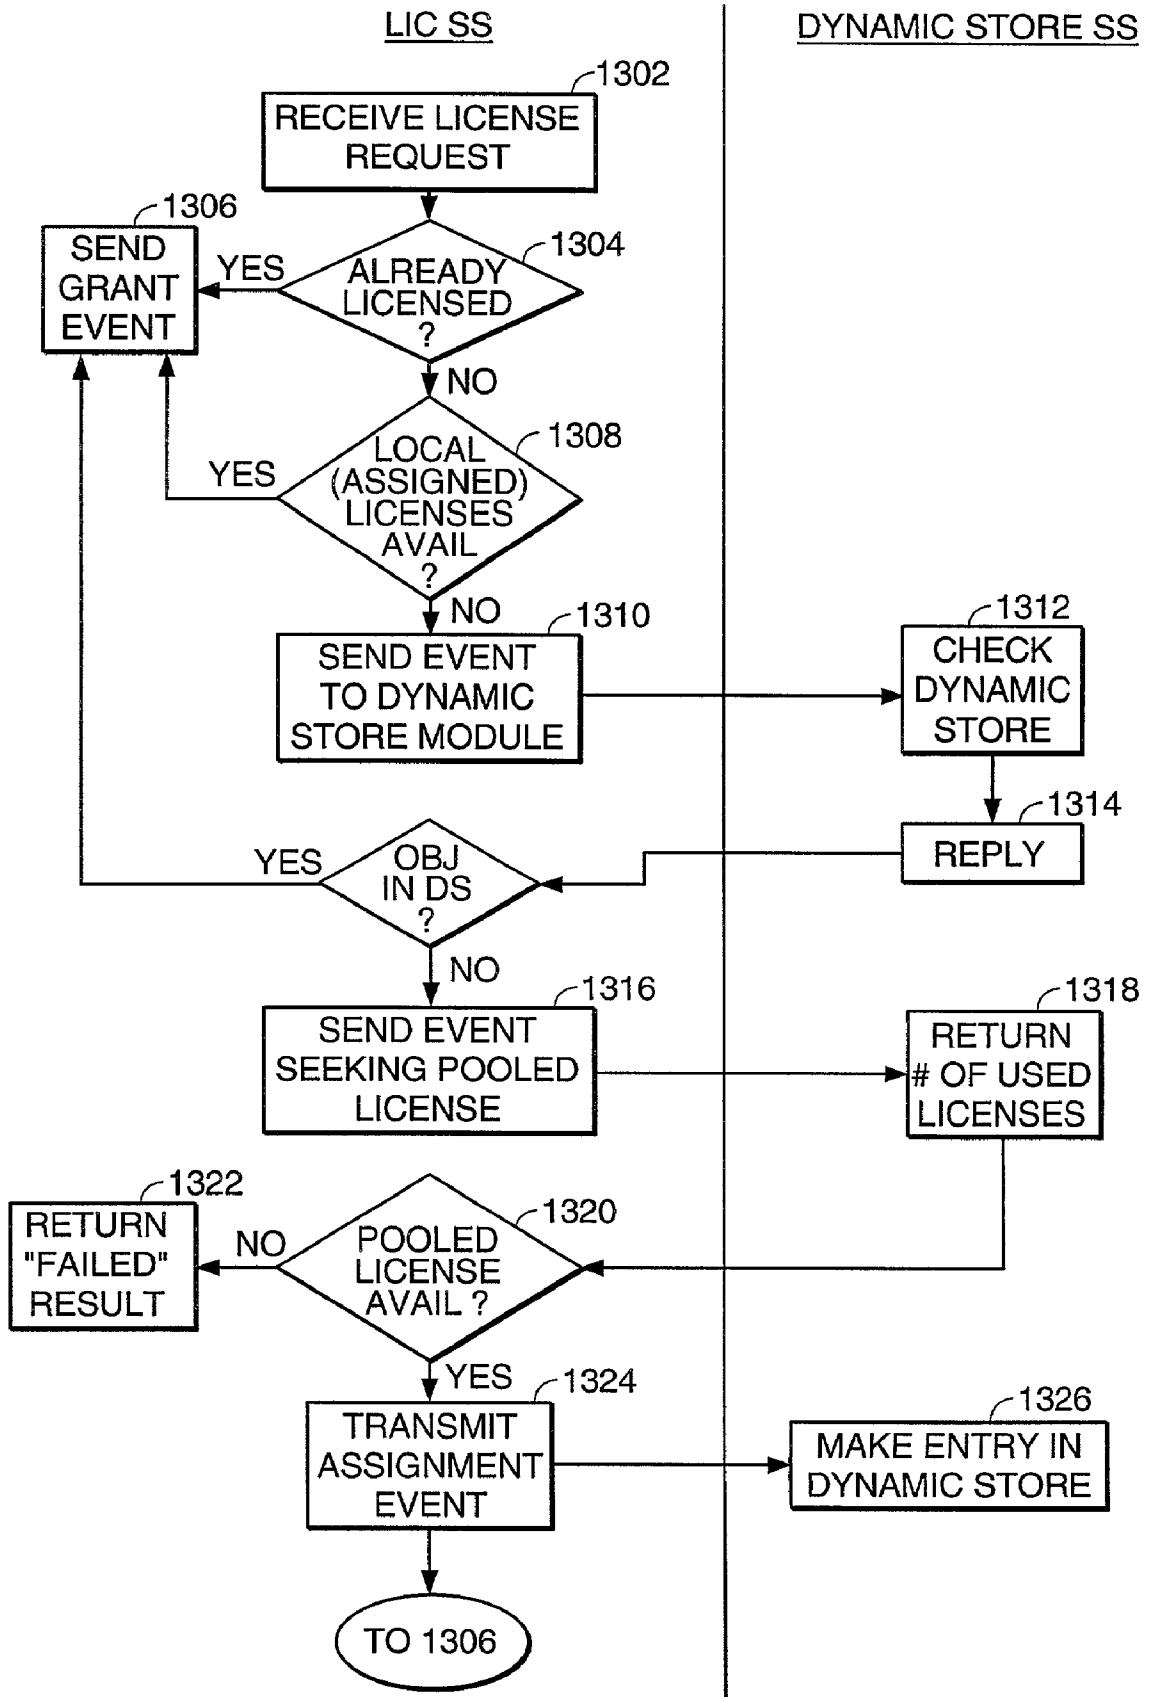 LIC SS
DYNAMIC STORE SS
1302
RECEIVE LICENSE
REQUEST
1306
SEND
GRANT
EVENT
YES
1304
ALREADY
LICENSED
?
NO
1308
YES
LOCAL
(ASSIGNED)
LICENSES
AVAIL
?
NO
1310
SEND EVENT
TO DYNAMIC
STORE MODULE
1312
CHECK
DYNAMIC
STORE
1314
REPLY
YES
OBJ
IN DS
?
NO
1316
SEND EVENT
SEEKING POOLED
LICENSE
1318
RETURN
# OF USED
LICENSES
1322
RETURN
"FAILED"
RESULT
NO
1320
POOLED
LICENSE
AVAIL ?
YES
1324
TRANSMIT
ASSIGNMENT
EVENT
1326
MAKE ENTRY IN
DYNAMIC STORE
TO 1306